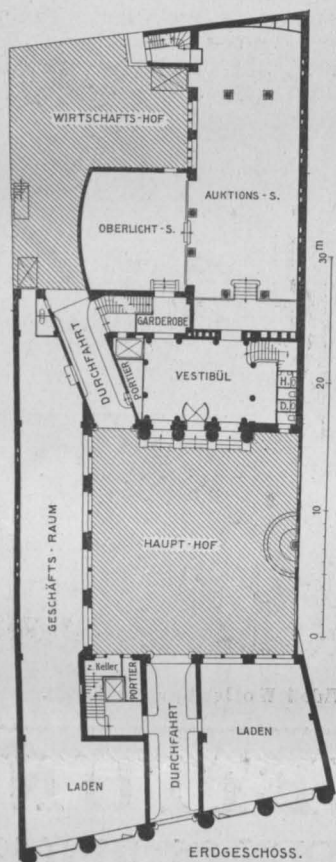 WIRTSCHAFTS-HOF
AUKTIONS-S.
OBERLICHT-S.
30 m
GARDEROBE
DURCHFAHRT
PORTIER
VESTIBÜL
H.
D.
20
GESCHÄFTS-RAUM
HAUPT-HOF
10
0
z. Keller
PORTIER
DURCHFAHRT
LADEN
LADEN
ERDGESCHOSS.